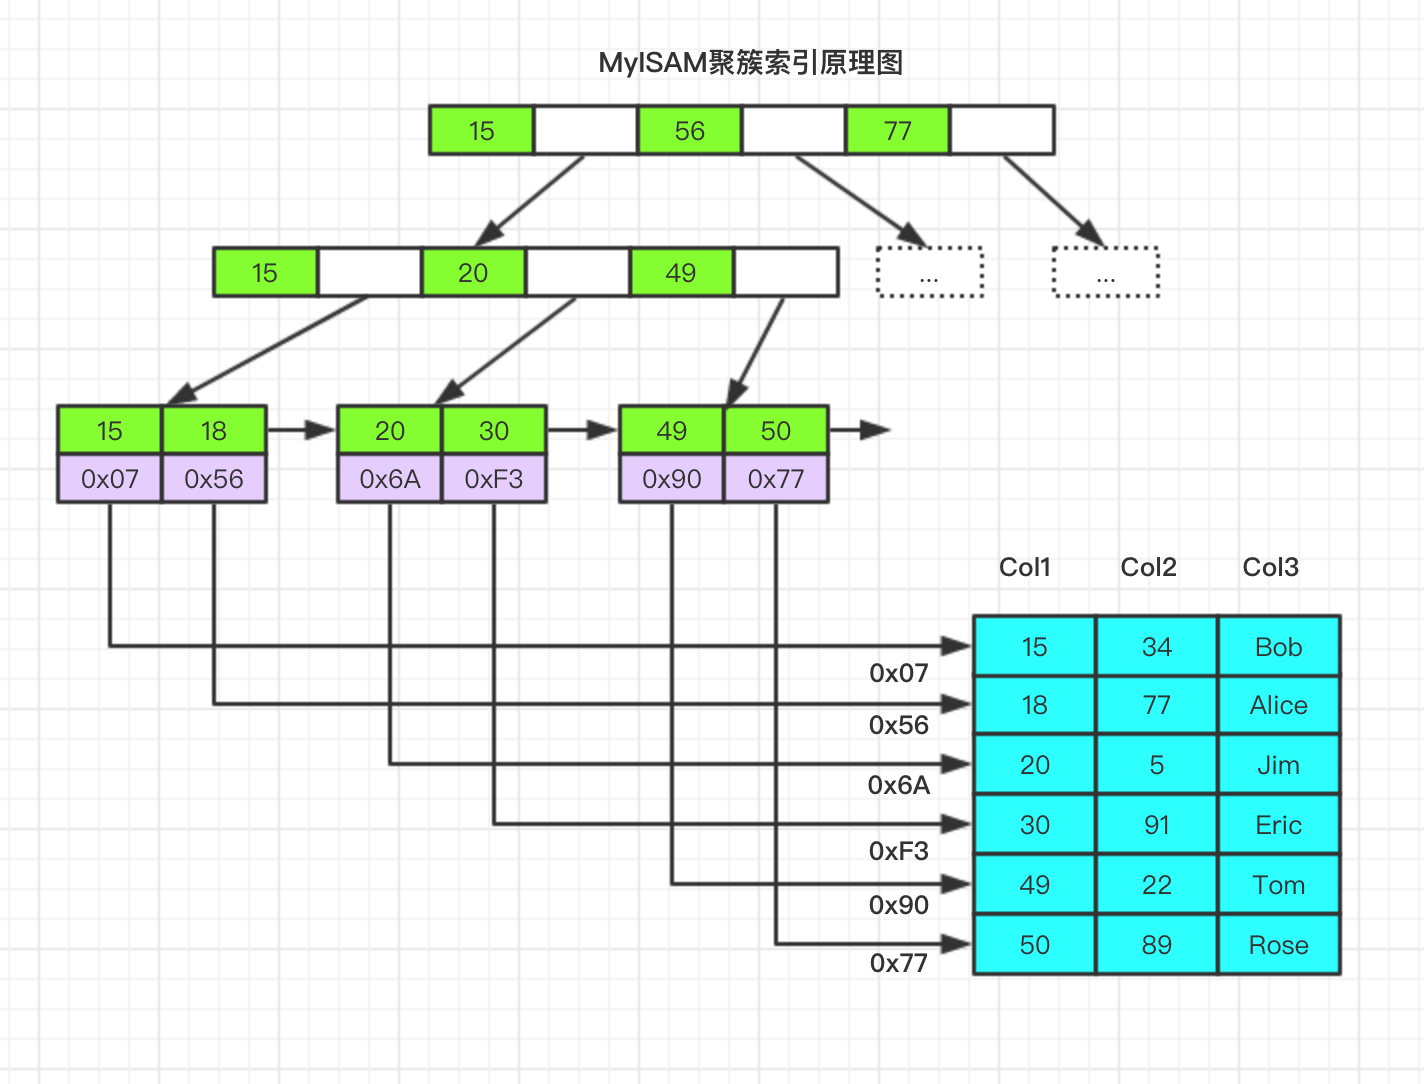 MyISAM聚簇索引原理图
15 56 77
15 20 49 ... ...
15 18 20 30 49 50
0x07 0x56 0x6A 0xF3 0x90 0x77
Col1 Col2 Col3
15 34 Bob
0x07
18 77 Alice
0x56
20 5 Jim
0x6A
30 91 Eric
0xF3
49 22 Tom
0x90
50 89 Rose
0x77